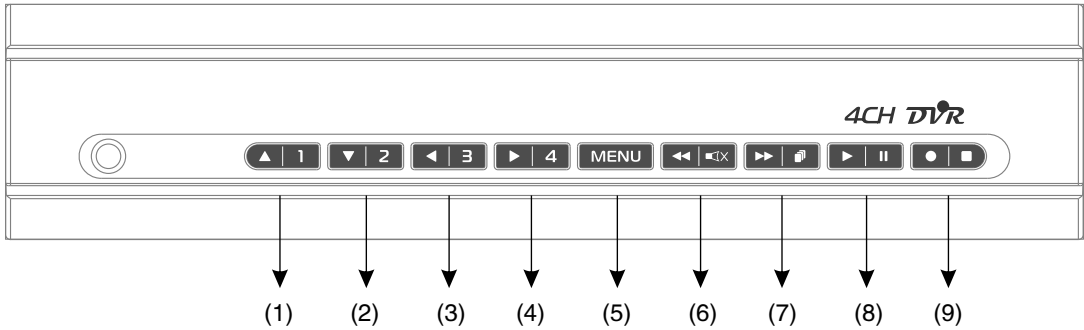 4CH DVR
▲ | 1 ▼ | 2 ◀ | 3 ▶ | 4 MENU
(1) (2) (3) (4) (5) (6) (7) (8) (9)